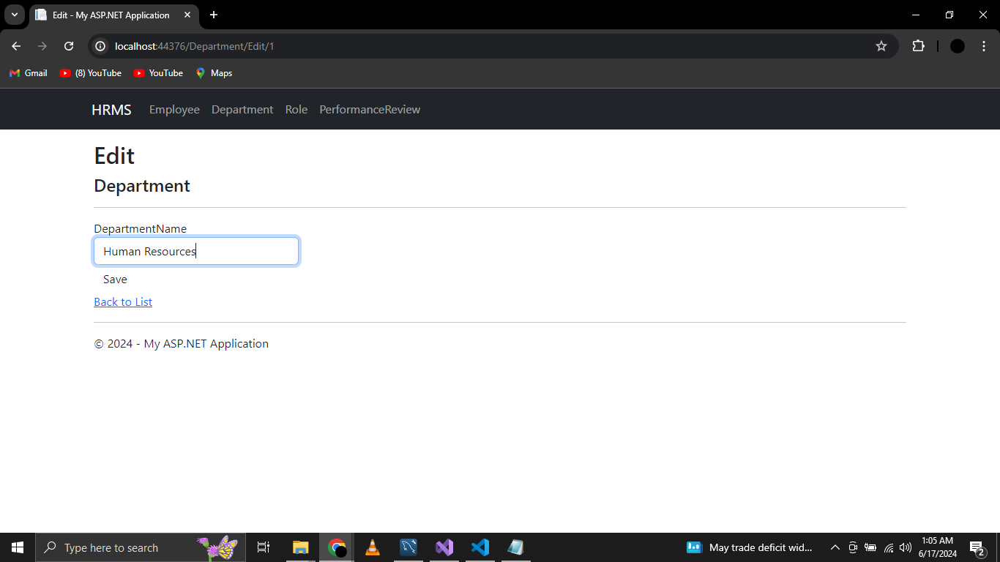 Edit - My ASP.NET Application
localhost:44376/Department/Edit/1
Gmail (8) YouTube YouTube Maps
HRMS Employee Department Role PerformanceReview
Edit
Department
DepartmentName
Human Resources
Save
Back to List
© 2024 - My ASP.NET Application
Type here to search May trade deficit wid... 1:05 AM
6/17/2024 2